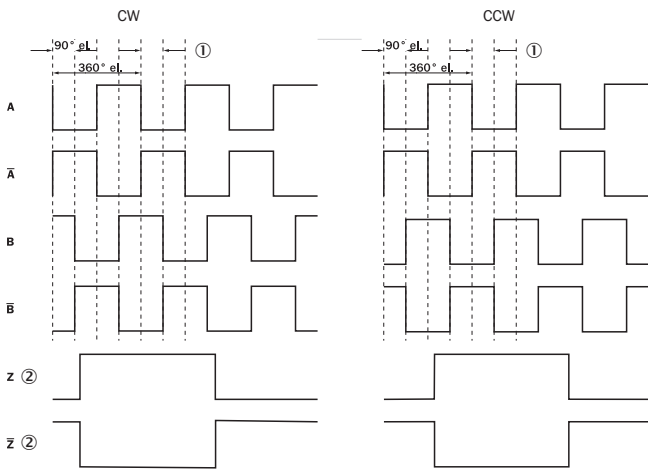 CW CCW
90° el. ① 90° el. ①
360° el. 360° el.
A
A̅
B
B̅
Z ②
Z̅ ②